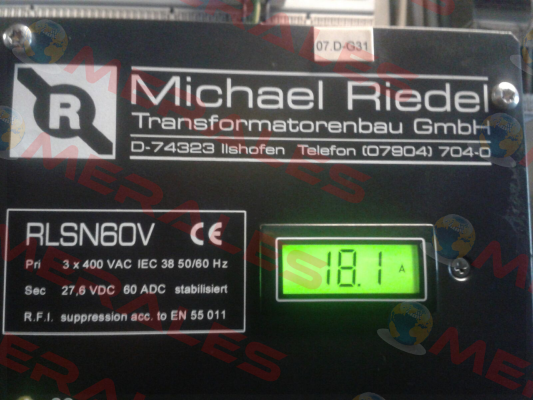 07.D-G31
R
Michael Riedel
Transformatorenbau GmbH
D-74323 Ilshofen Telefon (07904) 704-0
RLSN60V CE
Pri 3 x 400 VAC IEC 38 50/60 Hz
Sec 27,6 VDC 60 ADC stabilisiert
R.F.I. suppression acc. to EN 55 011
18.1 A
MERALES